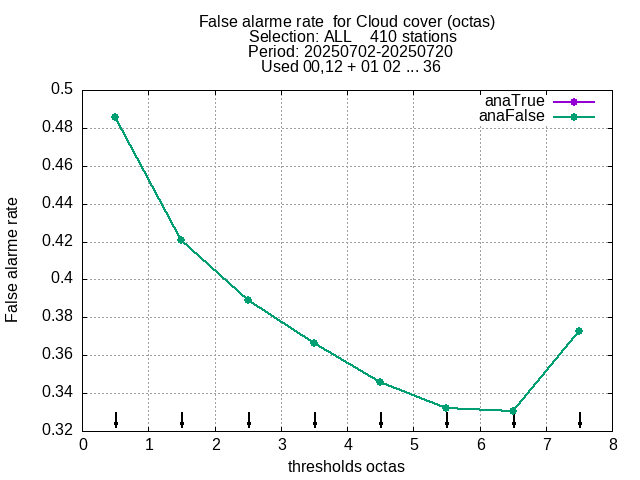 False alarme rate  for Cloud cover (octas)
Selection: ALL    410 stations
Period: 20250702-20250720
Used 00,12 + 01 02 ... 36
anaTrue
anaFalse
False alarme rate
0.5
0.48
0.46
0.44
0.42
0.4
0.38
0.36
0.34
0.32
0 1 2 3 4 5 6 7 8
thresholds octas